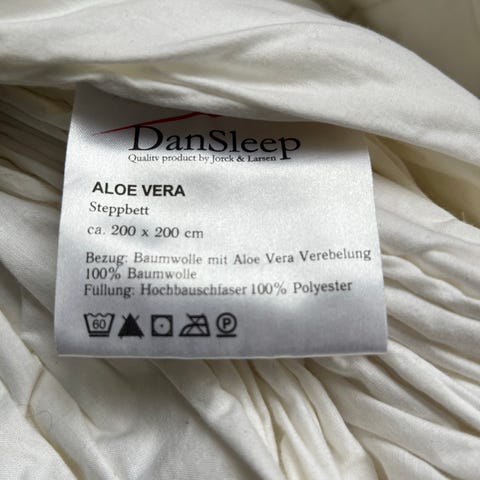 DanSleep
Quality product by Jorck & Larsen
ALOE VERA
Steppbett
ca. 200 x 200 cm
Bezug: Baumwolle mit Aloe Vera Verebelung
100% Baumwolle
Füllung: Hochbauschfaser 100% Polyester
60 P